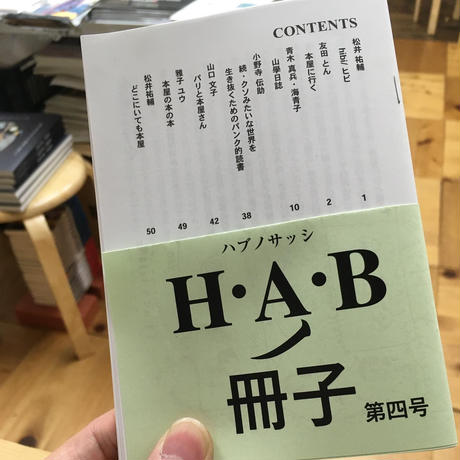 CONTENTS
松井 祐輔
hibi/ ヒビ
1
友田 とん
本屋に行く
2
青木 真兵・海青子
山學日誌
10
小野寺 伝助
続・クソみたいな世界を
生き抜くためのパンク的読書
38
山口 文子
パリと本屋さん
42
雅子 ユウ
本屋の本の本
49
松井 祐輔
どこにいても本屋
50
ハブノサッシ
H・A・B
ノ
冊子
第四号